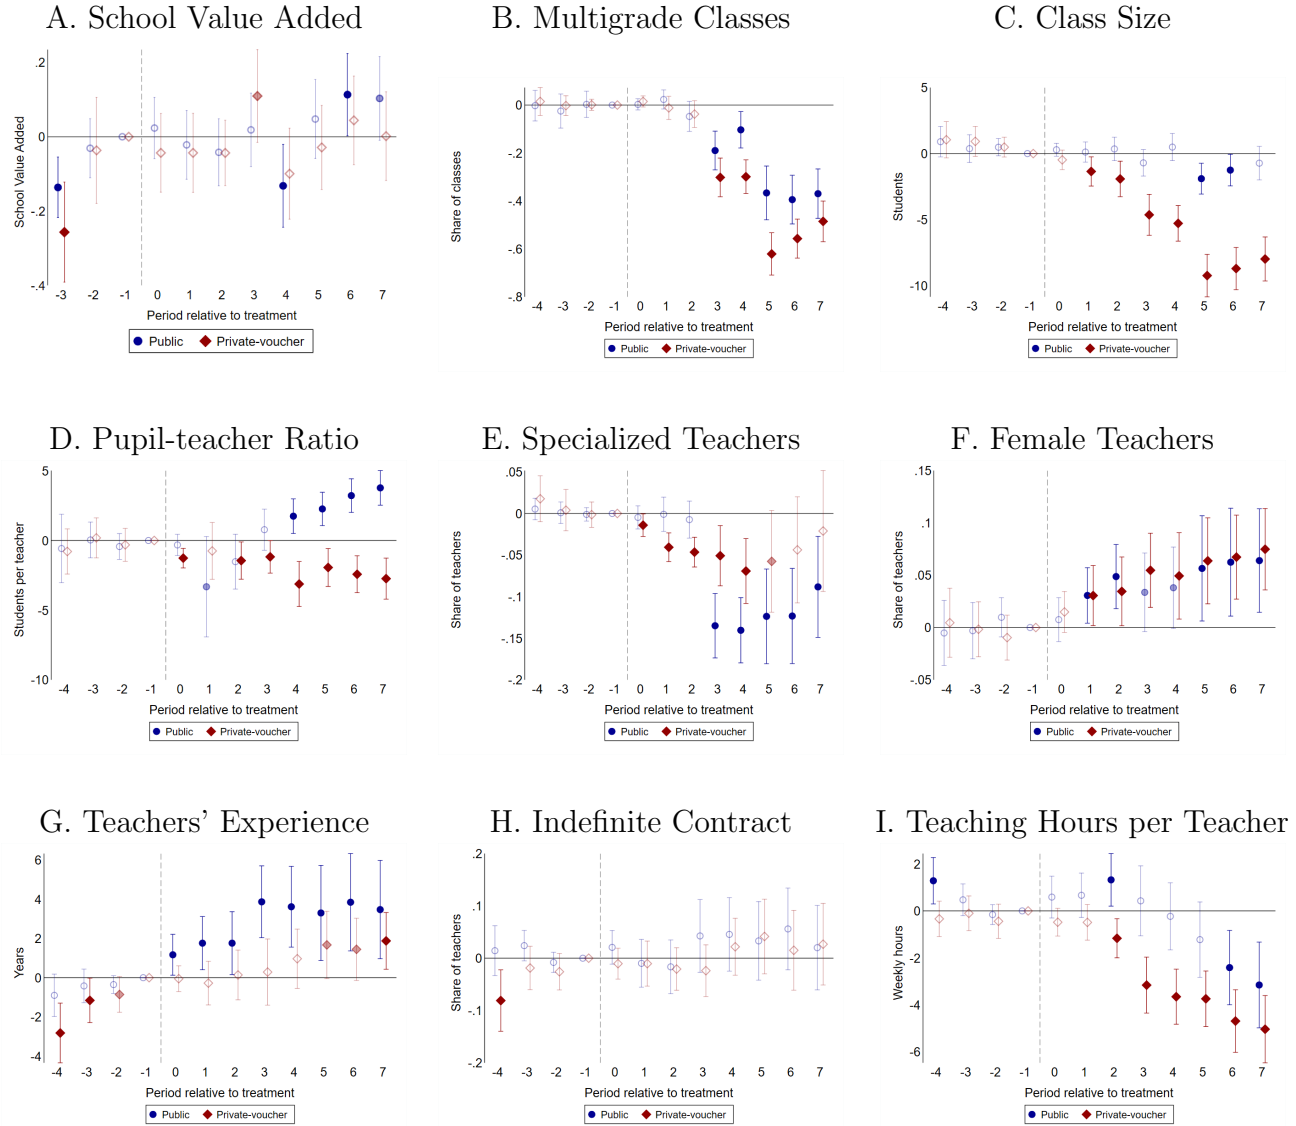 A. School Value Added
School Value Added
.2
0
-.2
-.4
-3 -2 -1 0 1 2 3 4 5 6 7
Period relative to treatment
Public Private-voucher
B. Multigrade Classes
Share of classes
0
-.2
-.4
-.6
-.8
-4 -3 -2 -1 0 1 2 3 4 5 6 7
Period relative to treatment
Public Private-voucher
C. Class Size
Students
5
0
-5
-10
-4 -3 -2 -1 0 1 2 3 4 5 6 7
Period relative to treatment
Public Private-voucher
D. Pupil-teacher Ratio
Students per teacher
5
0
-5
-10
-4 -3 -2 -1 0 1 2 3 4 5 6 7
Period relative to treatment
Public Private-voucher
E. Specialized Teachers
Share of teachers
.05
0
-.05
-.1
-.15
-.2
-4 -3 -2 -1 0 1 2 3 4 5 6 7
Period relative to treatment
Public Private-voucher
F. Female Teachers
Share of teachers
.15
.1
.05
0
-.05
-4 -3 -2 -1 0 1 2 3 4 5 6 7
Period relative to treatment
Public Private-voucher
G. Teachers’ Experience
Years
6
4
2
0
-2
-4
-4 -3 -2 -1 0 1 2 3 4 5 6 7
Period relative to treatment
Public Private-voucher
H. Indefinite Contract
Share of teachers
.2
.1
0
-.1
-.2
-4 -3 -2 -1 0 1 2 3 4 5 6 7
Period relative to treatment
Public Private-voucher
I. Teaching Hours per Teacher
Weekly hours
2
0
-2
-4
-6
-4 -3 -2 -1 0 1 2 3 4 5 6 7
Period relative to treatment
Public Private-voucher